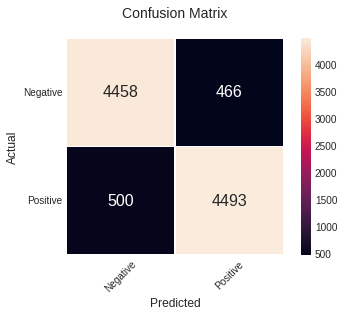 Confusion Matrix
Negative
4458
466
4000
3500
3000
2500
2000
1500
1000
500
Actual
Positive
500
4493
Negative
Positive
Predicted